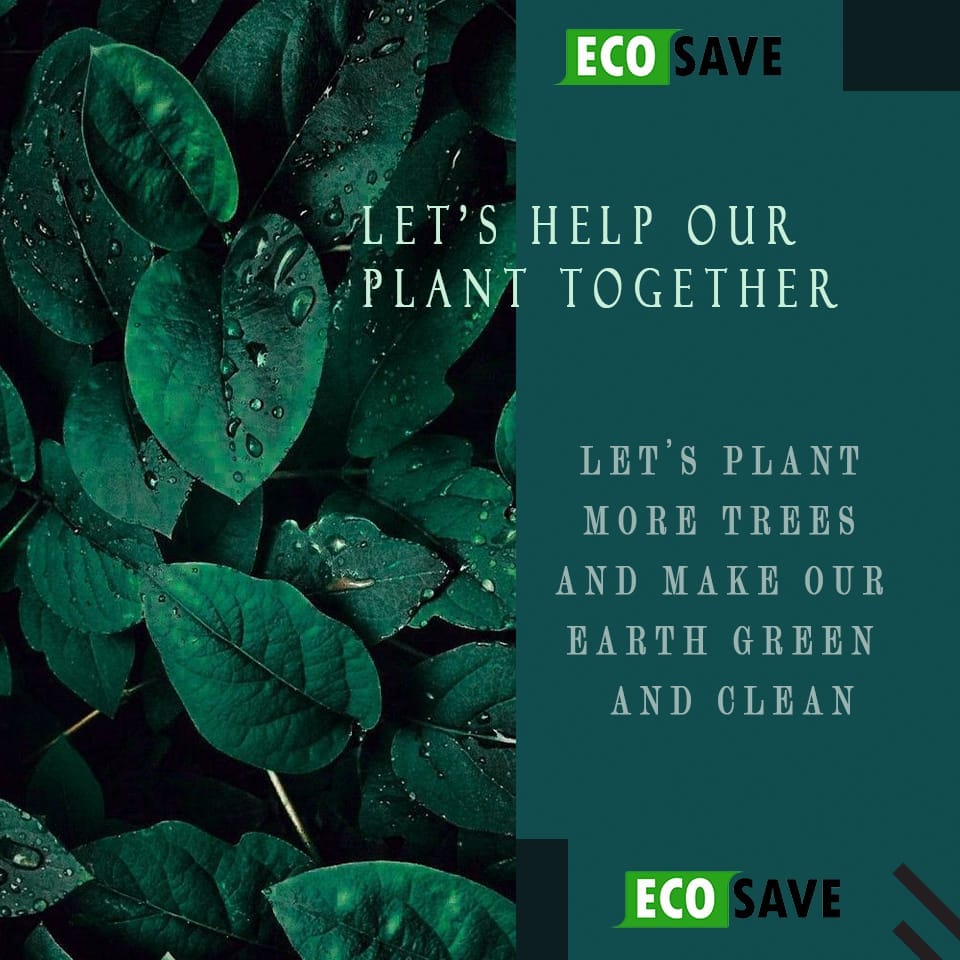 ECO SAVE
LET'S HELP OUR
PLANT TOGETHER
LET'S PLANT
MORE TREES
AND MAKE OUR
EARTH GREEN
AND CLEAN
ECO SAVE